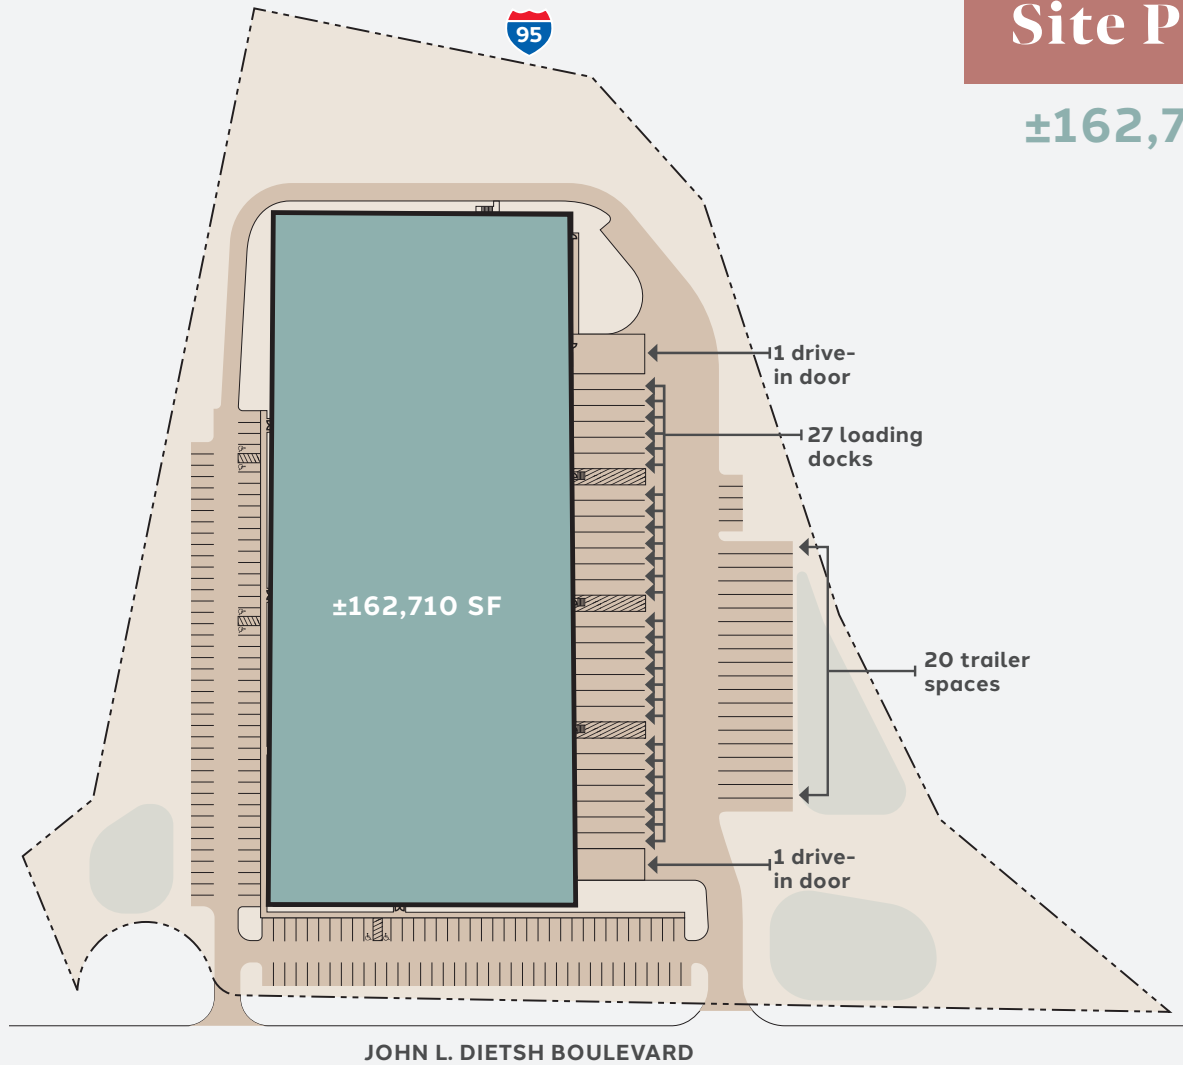 95
Site P
±162,7
1 drive-
in door
27 loading
docks
±162,710 SF
20 trailer
spaces
1 drive-
in door
JOHN L. DIETSH BOULEVARD